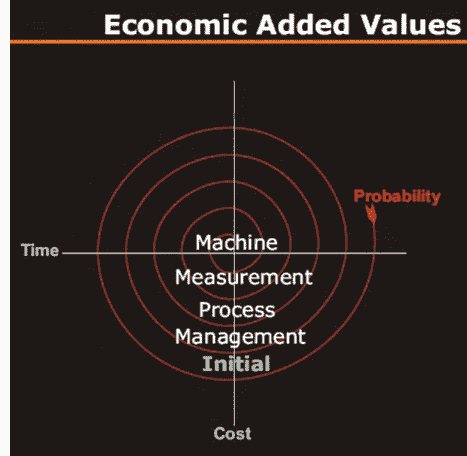 Economic Added Values
Probability
Machine
Time
Measurement
Process
Management
Initial
Cost